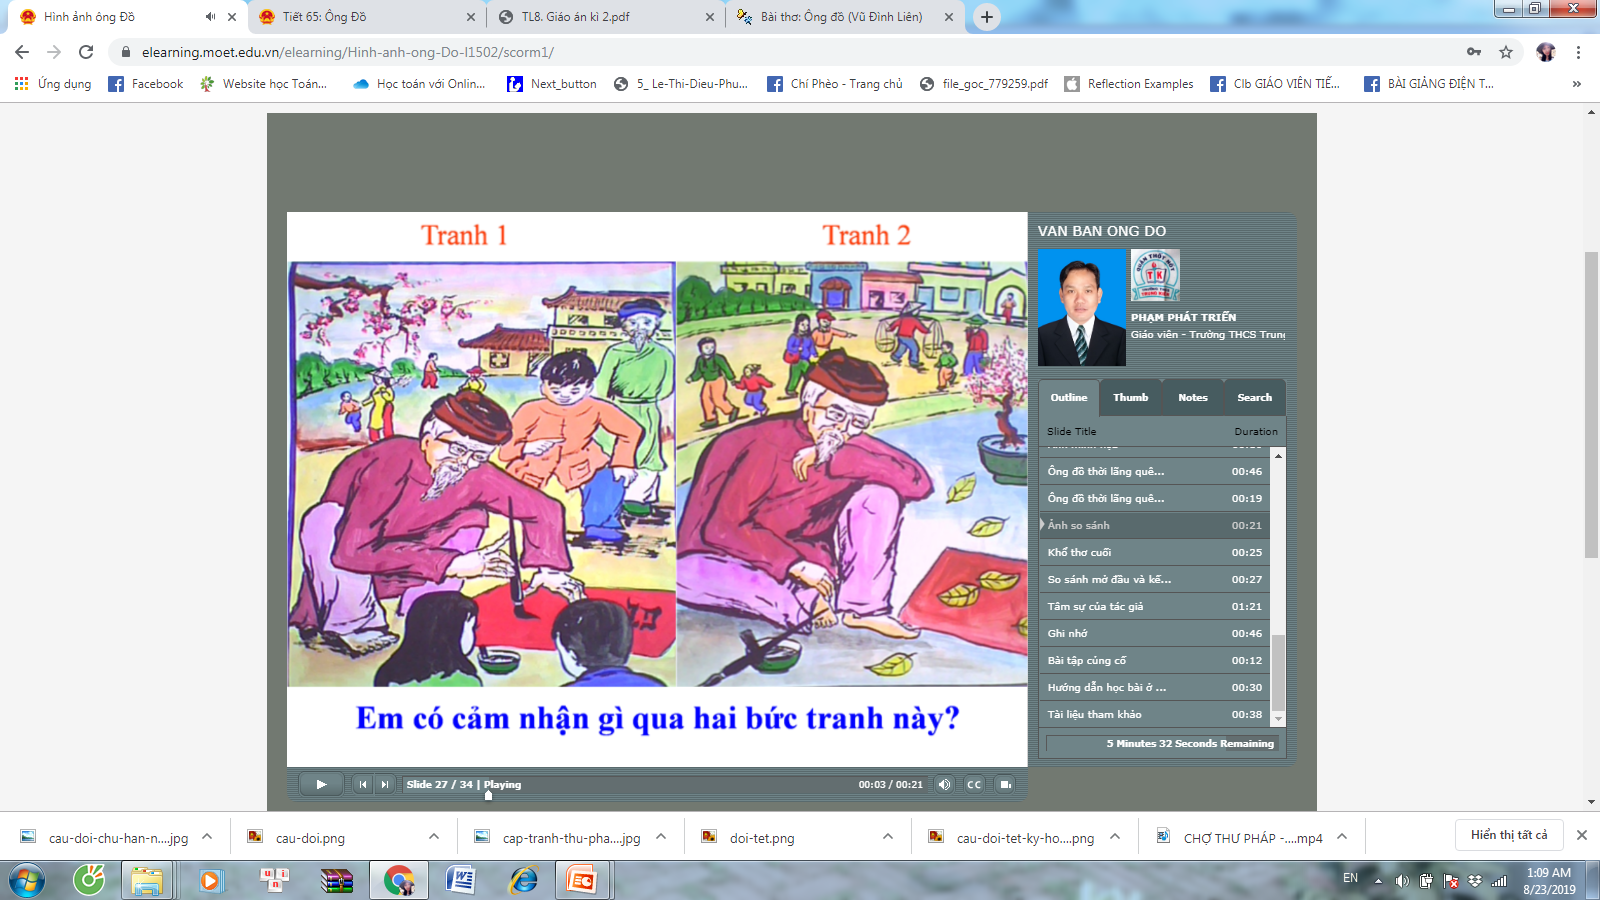 Hình ảnh ông Đồ
Tiết 65: Ông Đồ
TL8. Giáo án kì 2.pdf
Bài thơ: Ông đồ (Vũ Đình Liên)
elearning.moet.edu.vn/elearning/Hinh-anh-ong-Do-l1502/scorm1/
Ứng dụng
Facebook
Website học Toán...
Học toán với Onlin...
Next_button
5_ Le-Thi-Dieu-Phu...
Chí Phèo - Trang chủ
file_goc_779259.pdf
Reflection Examples
Clb GIÁO VIÊN TIẾ...
BÀI GIẢNG ĐIỆN T...
»
Tranh 1
Tranh 2
Em có cảm nhận gì qua hai bức tranh này?
VAN BAN ONG DO
QUẬN THỐT NỐT
TK
PHẠM PHÁT TRIỂN
Giáo viên - Trường THCS Trung
Outline
Thumb
Notes
Search
Slide Title
Duration
Ông đồ thời lãng quê...
00:46
Ông đồ thời lãng quê...
00:19
Ảnh so sánh
00:21
Khổ thơ cuối
00:25
So sánh mở đầu và kế...
00:27
Tâm sự của tác giả
01:21
Ghi nhớ
00:46
Bài tập củng cố
00:12
Hướng dẫn học bài ở ...
00:30
Tài liệu tham khảo
00:38
5 Minutes 32 Seconds Remaining
Slide 27 / 34 | Playing
00:03 / 00:21
CC
cau-doi-chu-han-n....jpg
cau-doi.png
cap-tranh-thu-pha....jpg
doi-tet.png
cau-doi-tet-ky-ho....png
CHỢ THƯ PHÁP -....mp4
Hiển thị tất cả
EN
1:09 AM
8/23/2019